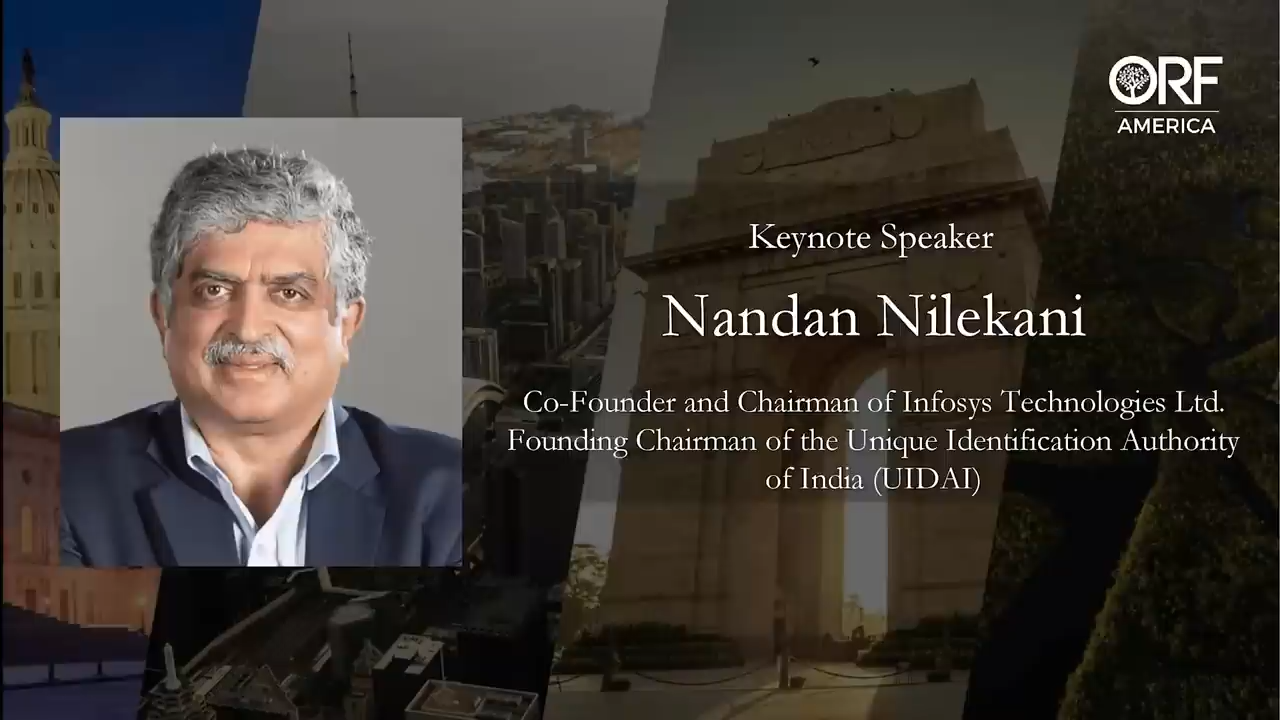 ORF
AMERICA
Keynote Speaker
Nandan Nilekani
Co-Founder and Chairman of Infosys Technologies Ltd.
Founding Chairman of the Unique Identification Authority
of India (UIDAI)